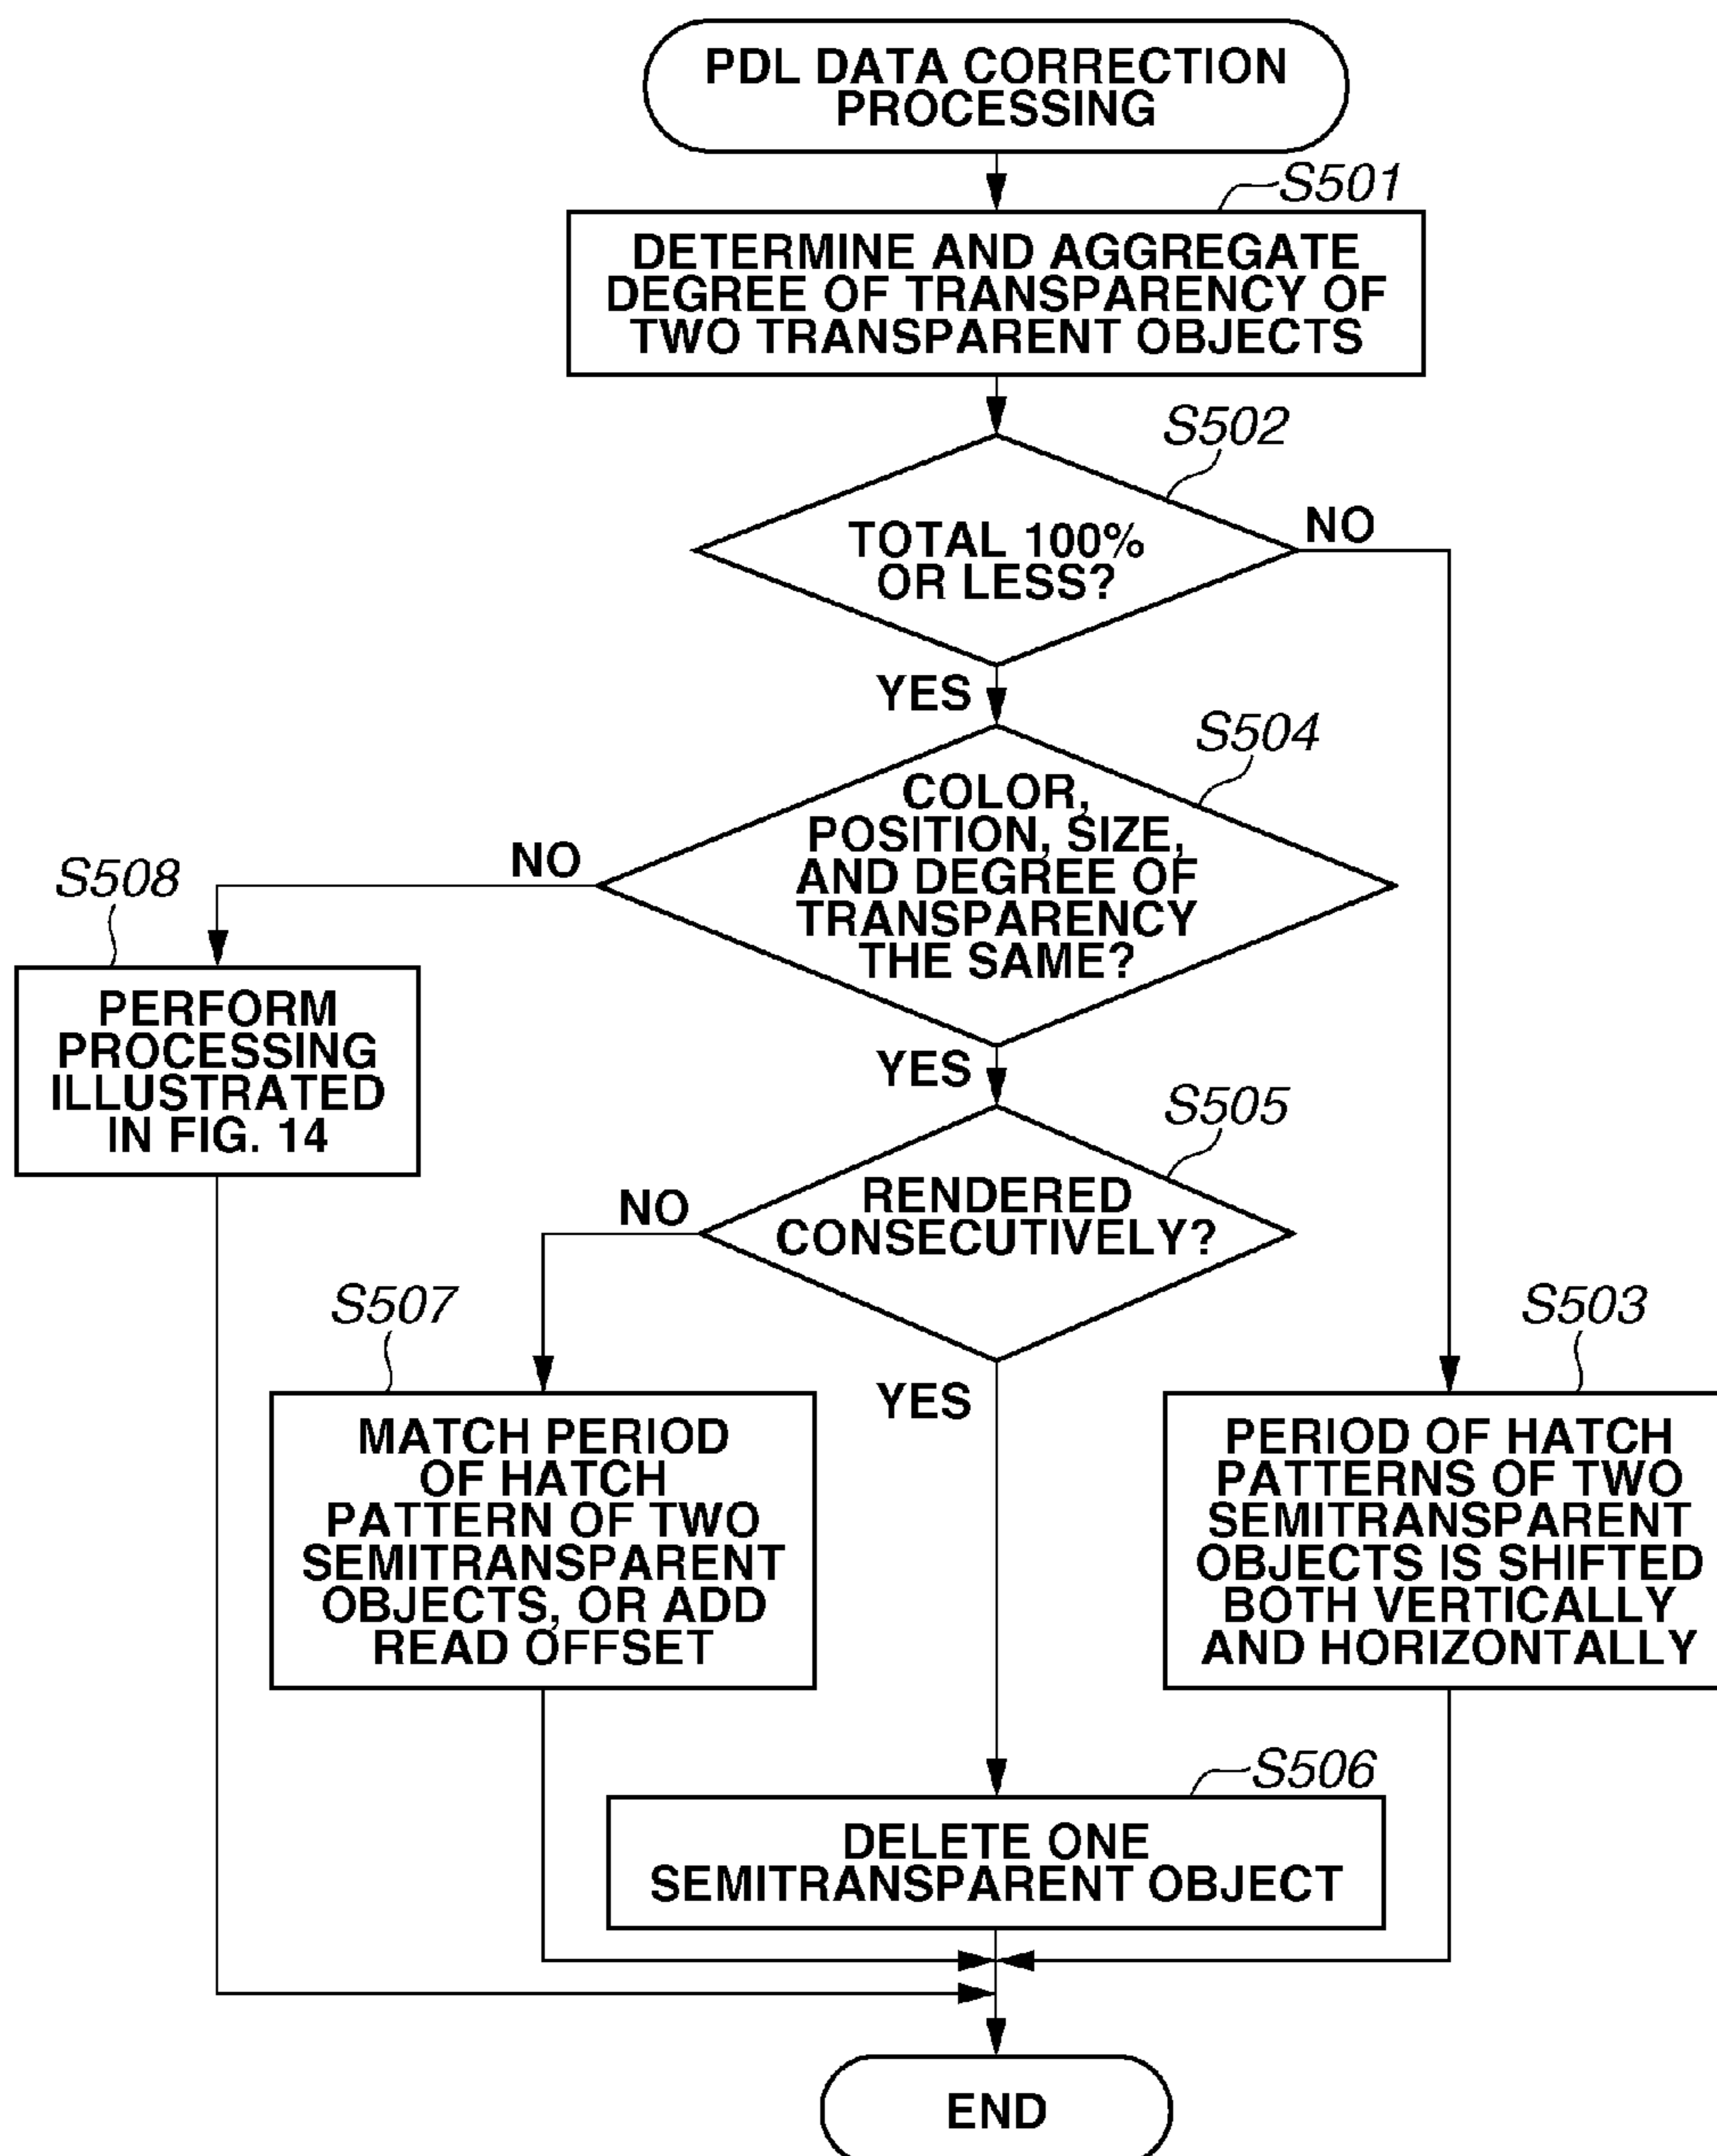 PDL DATA CORRECTION
PROCESSING
S501
DETERMINE AND AGGREGATE
DEGREE OF TRANSPARENCY OF
TWO TRANSPARENT OBJECTS
S502
TOTAL 100%
OR LESS?
NO
YES
S504
COLOR,
POSITION, SIZE,
AND DEGREE OF
TRANSPARENCY
THE SAME?
NO
S508
PERFORM
PROCESSING
ILLUSTRATED
IN FIG. 14
YES
S505
RENDERED
CONSECUTIVELY?
NO
YES
S507
MATCH PERIOD
OF HATCH
PATTERN OF TWO
SEMITRANSPARENT
OBJECTS, OR ADD
READ OFFSET
S503
PERIOD OF HATCH
PATTERNS OF TWO
SEMITRANSPARENT
OBJECTS IS SHIFTED
BOTH VERTICALLY
AND HORIZONTALLY
S506
DELETE ONE
SEMITRANSPARENT OBJECT
END